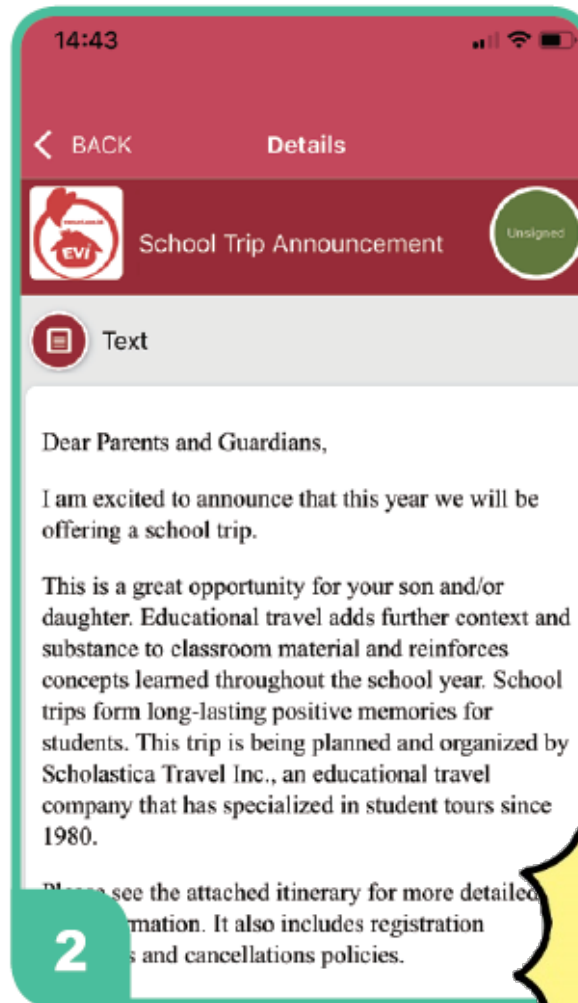 14:43
BACK
Details
EVI
School Trip Announcement
Unsigned
Text
Dear Parents and Guardians,
I am excited to announce that this year we will be
offering a school trip.
This is a great opportunity for your son and/or
daughter. Educational travel adds further context and
substance to classroom material and reinforces
concepts learned throughout the school year. School
trips form long-lasting positive memories for
students. This trip is being planned and organized by
Scholastica Travel Inc., an educational travel
company that has specialized in student tours since
1980.
see the attached itinerary for more detailed
It also includes registration
and cancellations policies.
2